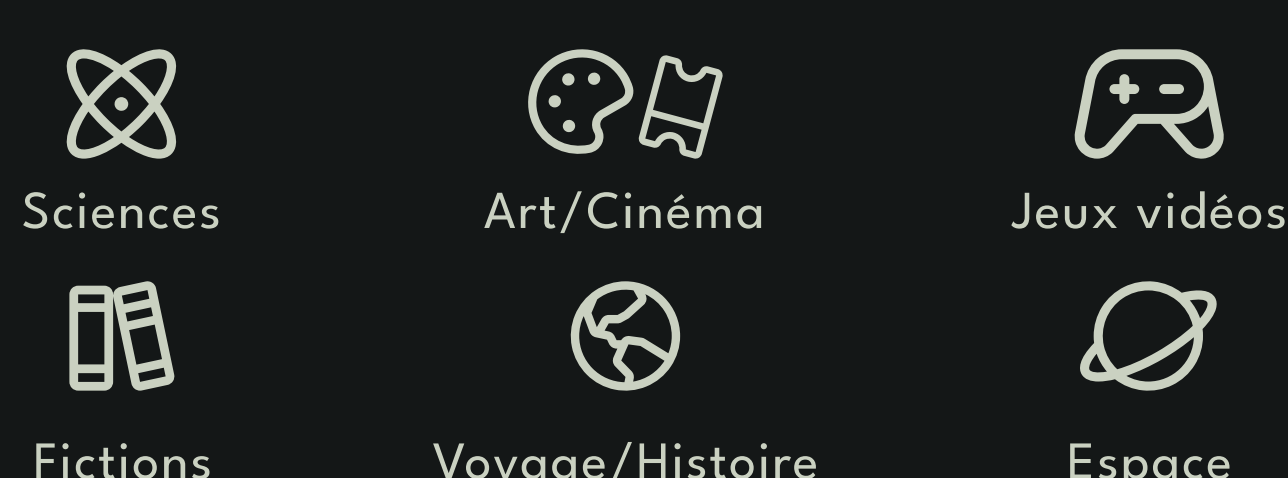 Sciences
Art/Cinéma
Jeux vidéos
Fictions
Voyage/Histoire
Espace